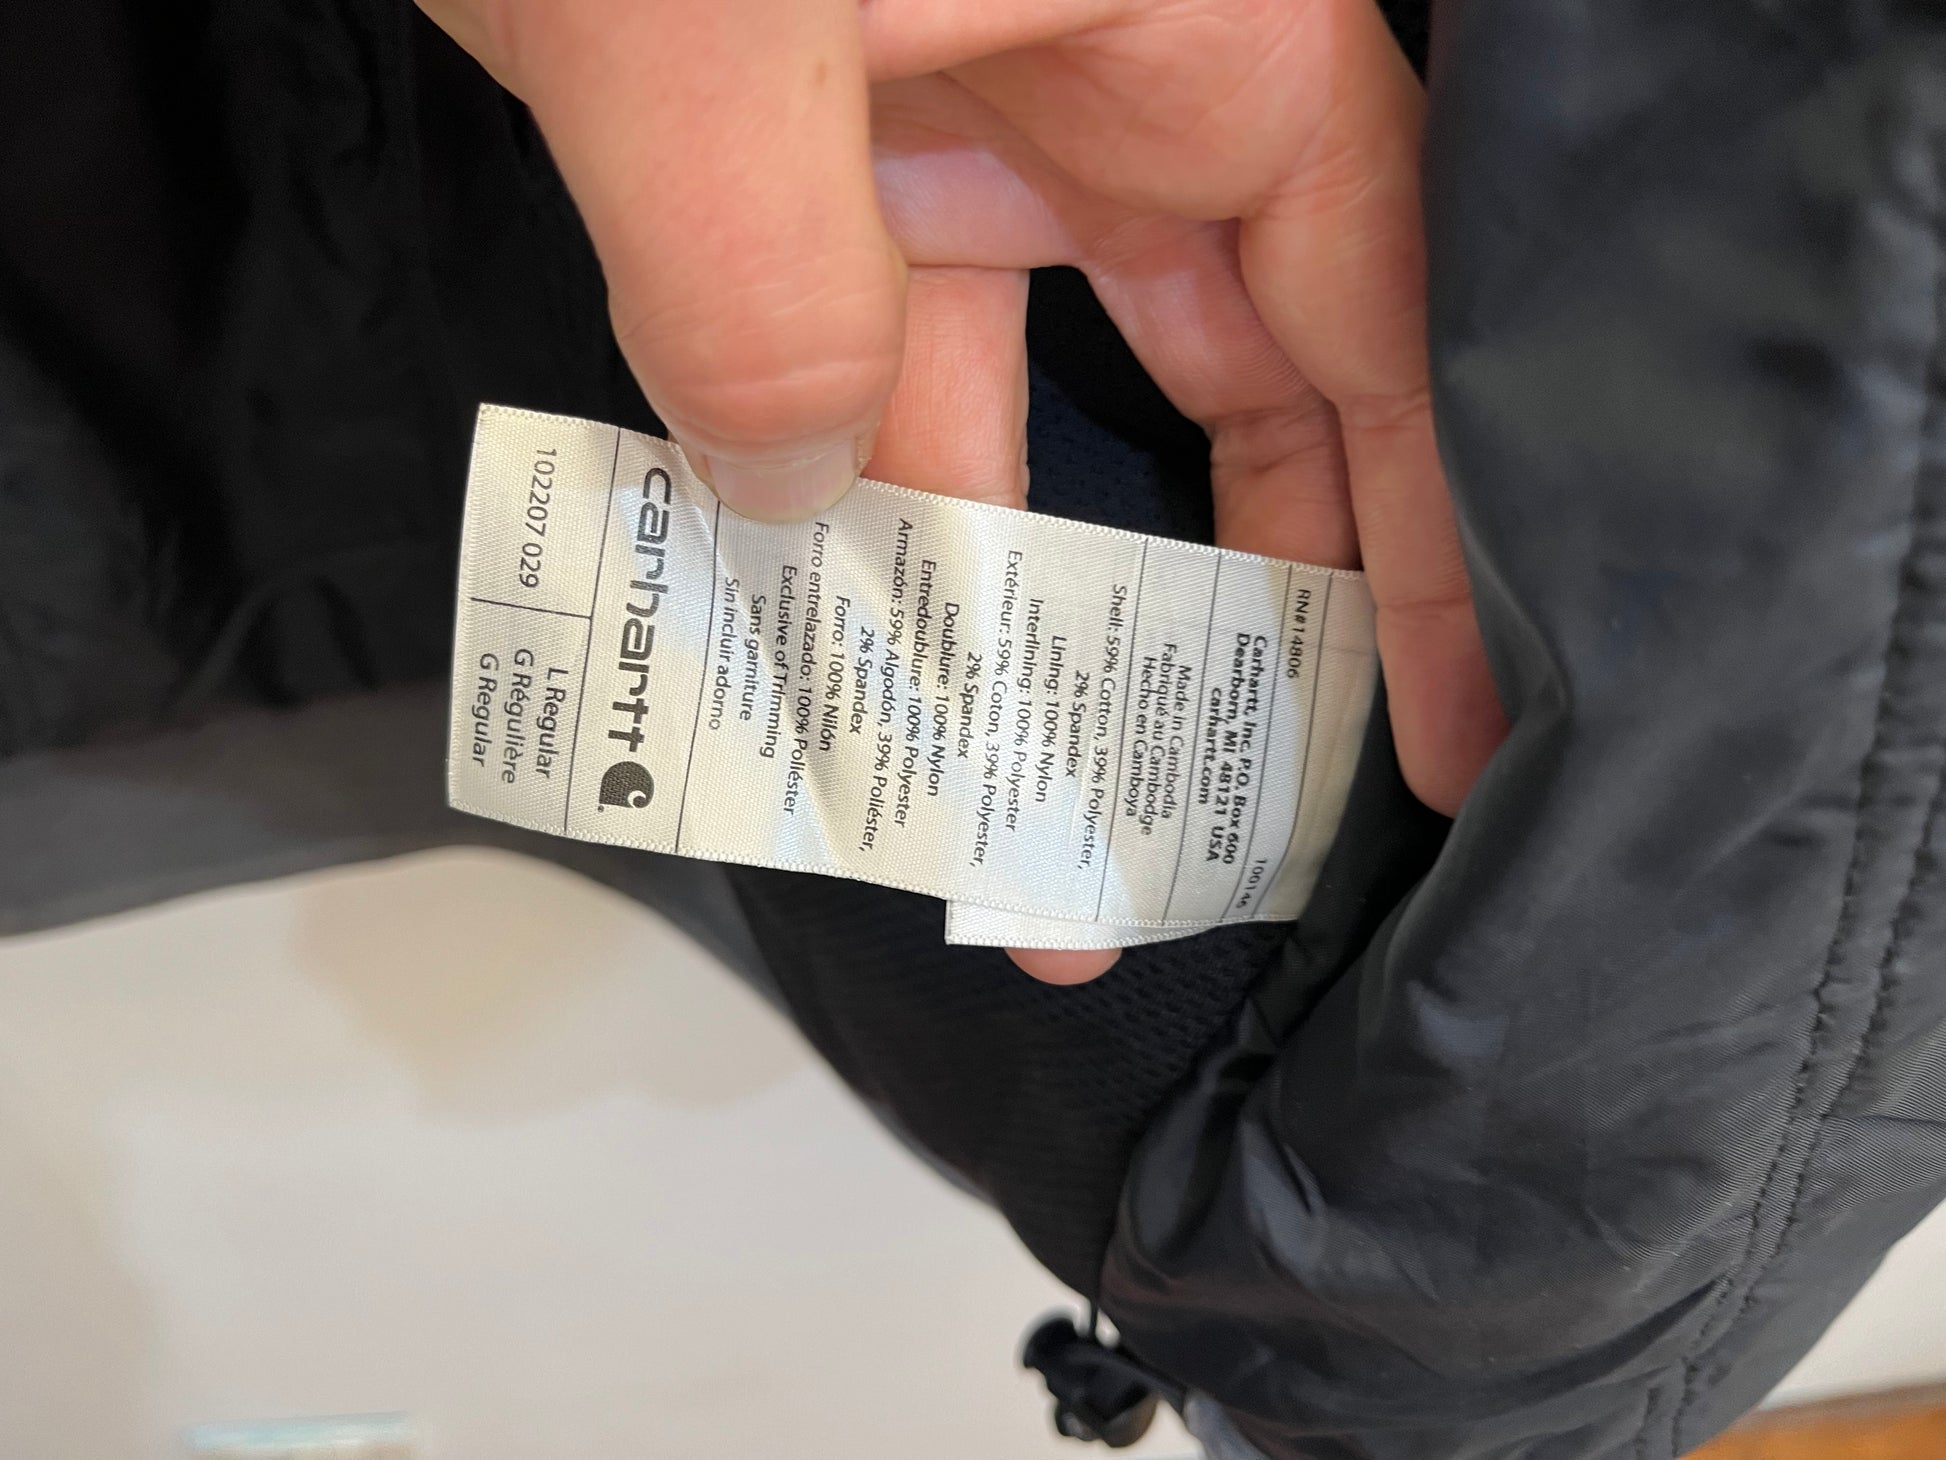 RN#14806
100146
Carhartt, Inc. P.O. Box 600
Dearborn, MI 48121 USA
carhartt.com
Made in Cambodia
Fabriqué au Cambodge
Hecho en Camboya
Shell: 59% Cotton, 39% Polyester,
2% Spandex
Lining: 100% Nylon
Interlining: 100% Polyester
Extérieur: 59% Coton, 39% Polyester,
2% Spandex
Doublure: 100% Nylon
Entredoublure: 100% Polyester
Armazón: 59% Algodón, 39% Poliéster,
2% Spandex
Forro: 100% Nilón
Forro entrelazado: 100% Poliéster
Exclusive of Trimming
Sans garniture
Sin incluir adorno
carhartt
102207 029
L Regular
G Régulière
G Regular